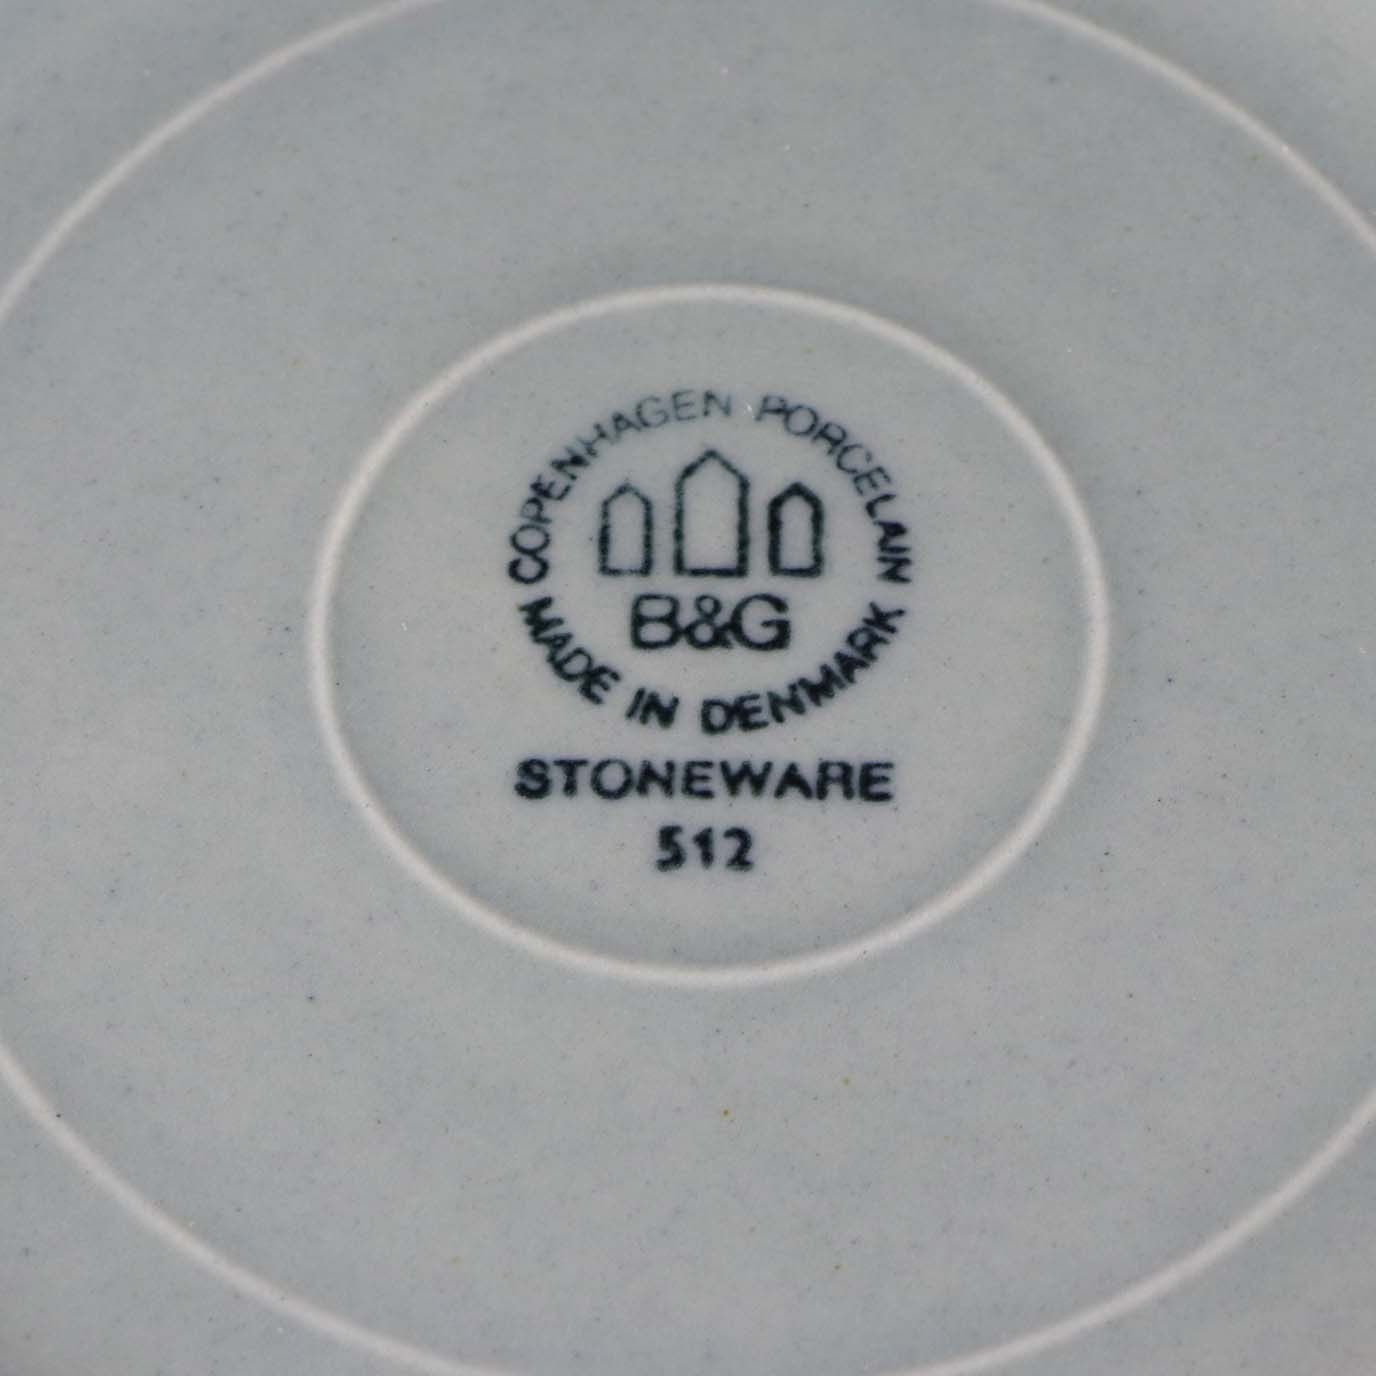 COPENHAGEN PORCELAIN
B&G
MADE IN DENMARK
STONEWARE
512